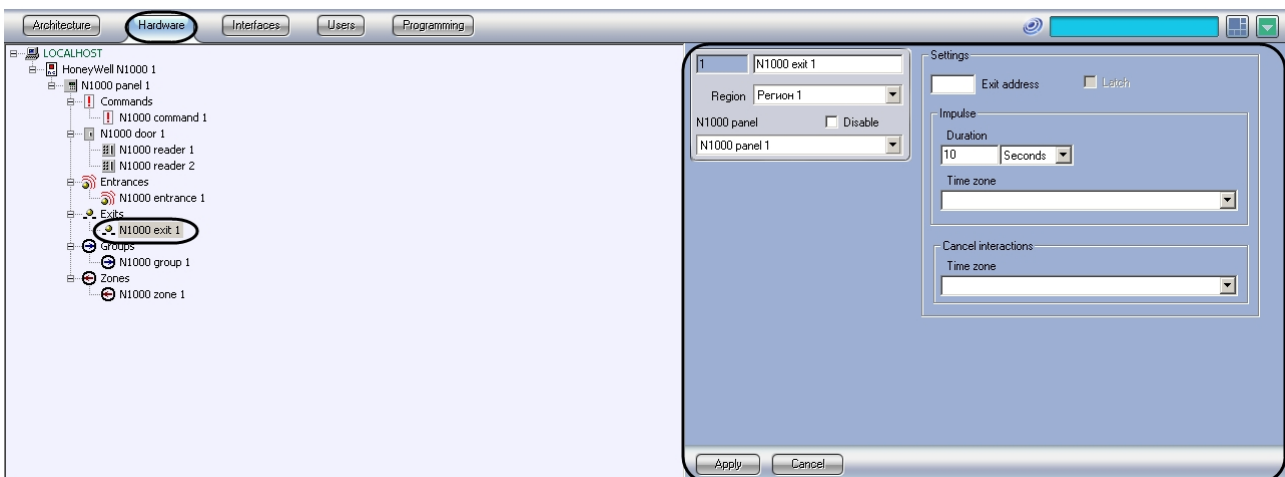 Architecture Hardware Interfaces Users Programming
LOCALHOST
HoneyWell N1000 1
N1000 panel 1
Commands
N1000 command 1
N1000 door 1
N1000 reader 1
N1000 reader 2
Entrances
N1000 entrance 1
Exits
N1000 exit 1
Groups
N1000 group 1
Zones
N1000 zone 1
1 N1000 exit 1
Region Регион 1
N1000 panel Disable
N1000 panel 1
Settings
Exit address Latch
Impulse
Duration
10 Seconds
Time zone
Cancel interactions
Time zone
Apply Cancel